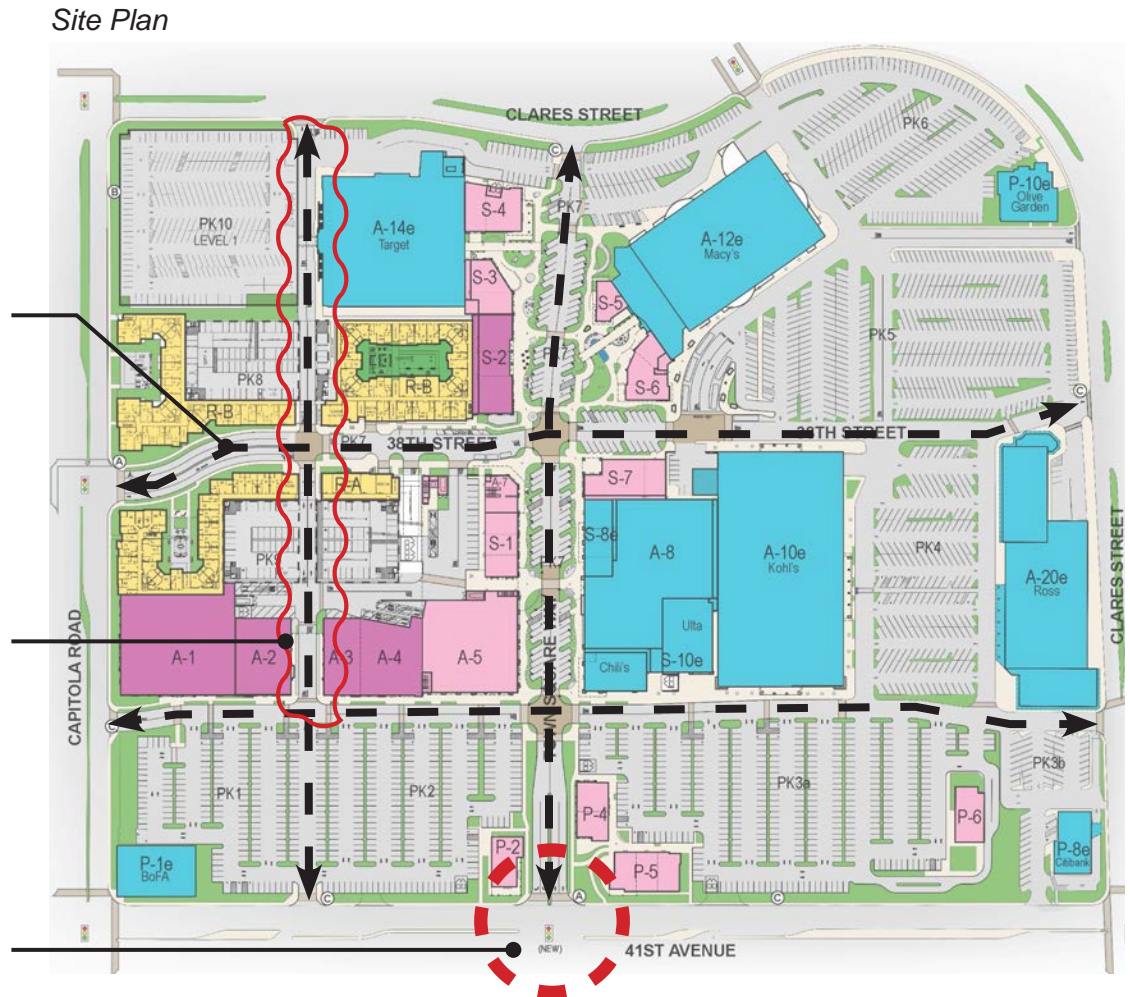 Site Plan
CLARES STREET
C
PK6
B
PK10
LEVEL 1
A-14e
Target
S-4
PK7
A-12e
Macy's
P-10e
Olive
Garden
S-3
S-5
PK5
PK8
R-B
S-2
S-6
C
R-B
PK7
38TH STREET
38TH STREET
A
R-A
S-7
S-1
S-8e
A-8
A-10e
Kohl's
PK4
A-20e
Ross
CLARES STREET
CAPITOLA ROAD
A-1
A-2
A-3
A-4
A-5
Ulta
Chili's
S-10e
C
PK1
PK2
PK3a
PK3b
P-4
P-6
P-2
P-5
P-1e
BoFA
P-8e
Citibank
C
A
C
(NEW)
41ST AVENUE